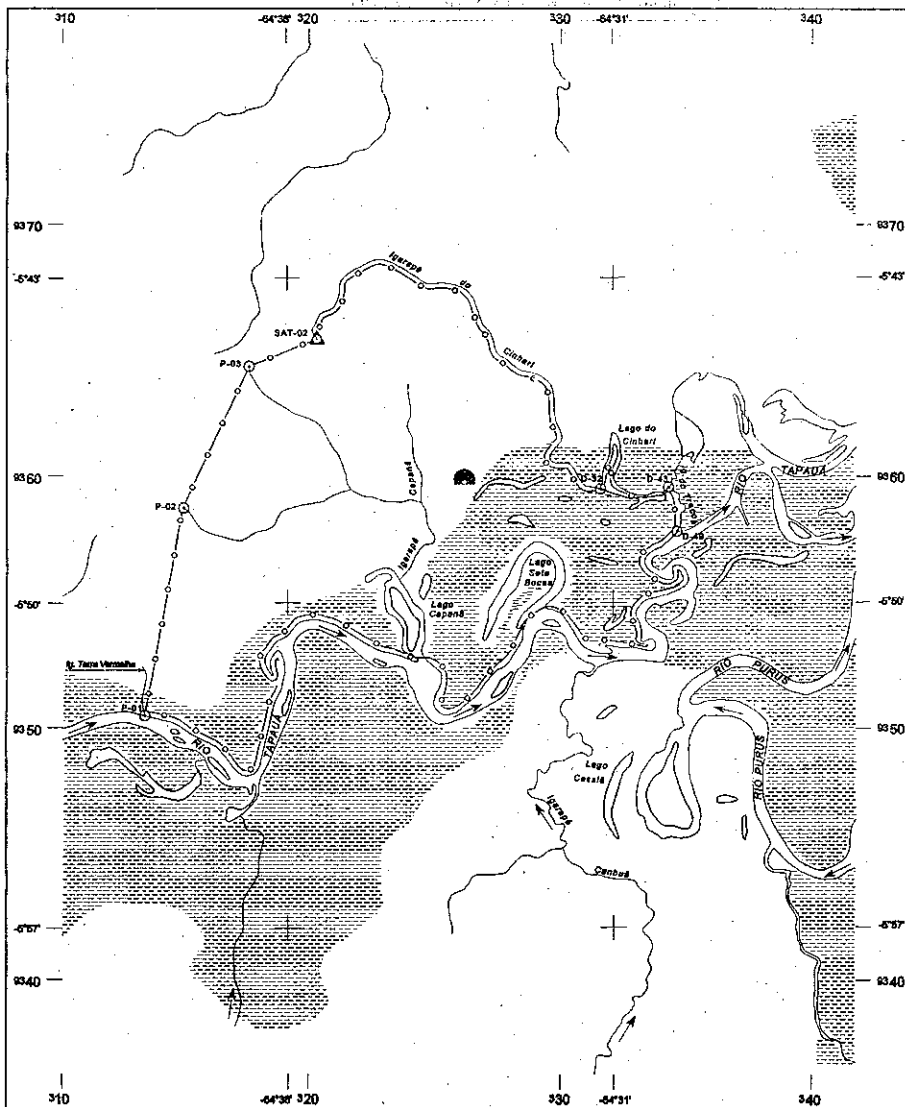 310
-64°38'
320
330
-64°31'
340
9370
9370
-5°43'
-5°43'
Igarapé
do
SAT-02
Cinhari
P-03
Lago do
Cinhari
Capanã
9360
D-32
D-41
RIO
TAPAUÁ
9360
P-02
D-49
Igarapé
Lago
Sete
Bocas
-5°50'
Lago
Capanã
-5°50'
Ig. Terra Vermelha
RIO
PURUS
9350
RIO
TAPAUÁ
9350
Lago
RIO PURUS
Igarapé
-5°57'
-5°57'
9340
9340
310
-64°38'
320
330
-64°31'
340